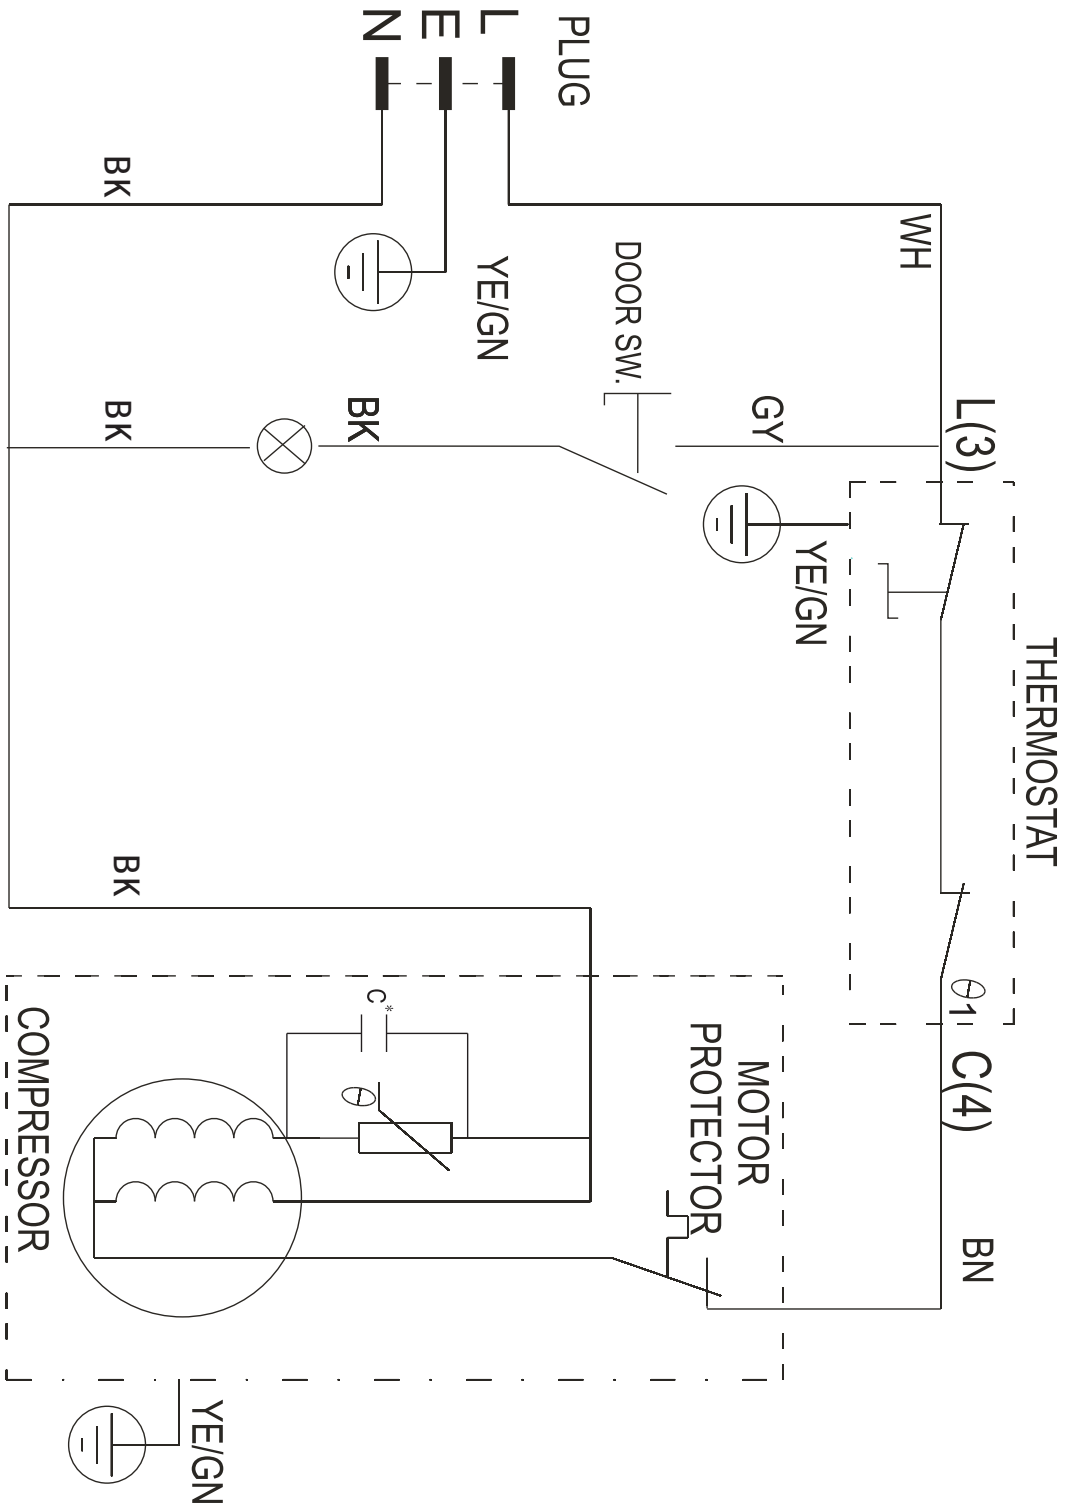 PLUG
L
E
N
BK
WH
YE/GN
DOOR SW.
BK
BK
GY
L(3)
YE/GN
THERMOSTAT
θ1
C(4)
BK
C*
θ
MOTOR
PROTECTOR
BN
COMPRESSOR
YE/GN